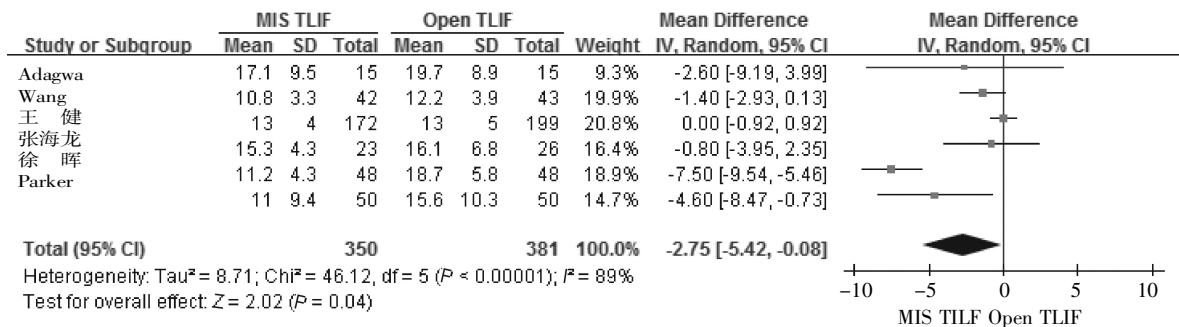 MIS TLIF Open TLIF Mean Difference Mean Difference
Study or Subgroup Mean SD Total Mean SD Total Weight IV, Random, 95% CI IV, Random, 95% CI
Adagwa 17.1 9.5 15 19.7 8.9 15 9.3% -2.60 [-9.19, 3.99]
Wang 10.8 3.3 42 12.2 3.9 43 19.9% -1.40 [-2.93, 0.13]
王 健 13 4 172 13 5 199 20.8% 0.00 [-0.92, 0.92]
张海龙 15.3 4.3 23 16.1 6.8 26 16.4% -0.80 [-3.95, 2.35]
徐 晖 11.2 4.3 48 18.7 5.8 48 18.9% -7.50 [-9.54, -5.46]
Parker 11 9.4 50 15.6 10.3 50 14.7% -4.60 [-8.47, -0.73]
Total (95% CI) 350 381 100.0% -2.75 [-5.42, -0.08]
Heterogeneity: Tau² = 8.71; Chi² = 46.12, df = 5 (P < 0.00001); I² = 89%
Test for overall effect: Z = 2.02 (P = 0.04)
-10 -5 0 5 10
MIS TILF Open TLIF